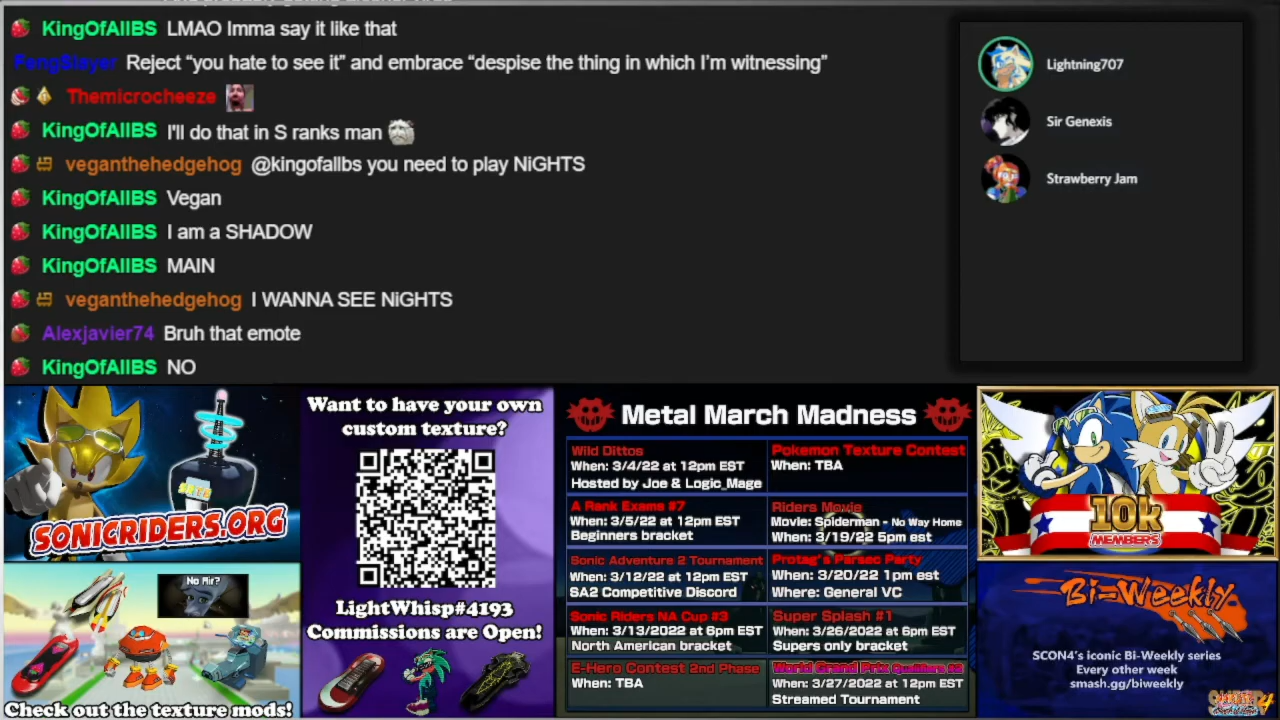 KingOfAllBS LMAO Imma say it like that
FengSlayer Reject “you hate to see it” and embrace “despise the thing in which I’m witnessing”
Themicrocheeze
KingOfAllBS I'll do that in S ranks man
veganthehedgehog @kingofallbs you need to play NiGHTS
KingOfAllBS Vegan
KingOfAllBS I am a SHADOW
KingOfAllBS MAIN
veganthehedgehog I WANNA SEE NiGHTS
Alexjavier74 Bruh that emote
KingOfAllBS NO
Lightning707
Sir Genexis
Strawberry Jam
SONICRIDERS.ORG
No Air?
Check out the texture mods!
Want to have your own
custom texture?
LightWhisp#4193
Commissions are Open!
Metal March Madness
Wild Dittos
When: 3/4/22 at 12pm EST
Hosted by Joe & Logic_Mage
A Rank Exams #7
When: 3/5/22 at 12pm EST
Beginners bracket
Sonic Adventure 2 Tournament
When: 3/12/22 at 12pm EST
SA2 Competitive Discord
Sonic Riders NA Cup #3
When: 3/13/2022 at 6pm EST
North American bracket
E-Hero Contest 2nd Phase
When: TBA
Pokemon Texture Contest
When: TBA
Riders Movie
Movie: Spiderman - No Way Home
When: 3/19/22 5pm est
Protag's Parsec Party
When: 3/20/22 1pm est
Where: General VC
Super Splash #1
When: 3/26/2022 at 6pm EST
Supers only bracket
World Grand Prix Qualifiers #2
When: 3/27/2022 at 12pm EST
Streamed Tournament
10k
MEMBERS
Bi-Weekly
SCON4's iconic Bi-Weekly series
Every other week
smash.gg/biweekly